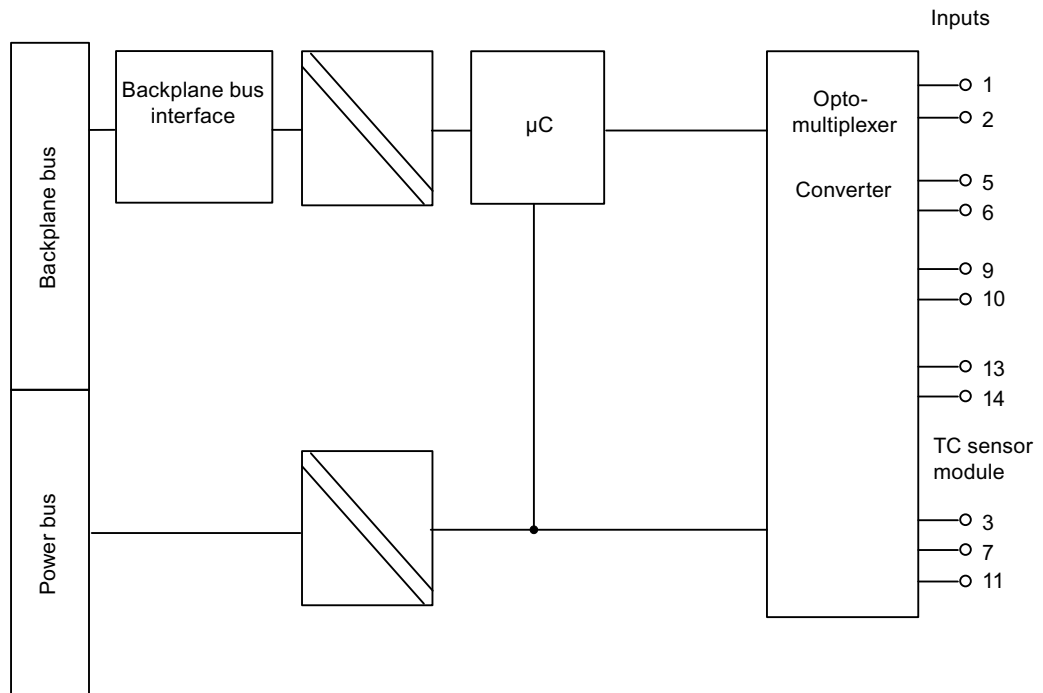 Inputs
Backplane bus
interface
µC
Opto-
multiplexer
Converter
Backplane bus
Power bus
1
2
5
6
9
10
13
14
TC sensor
module
3
7
11